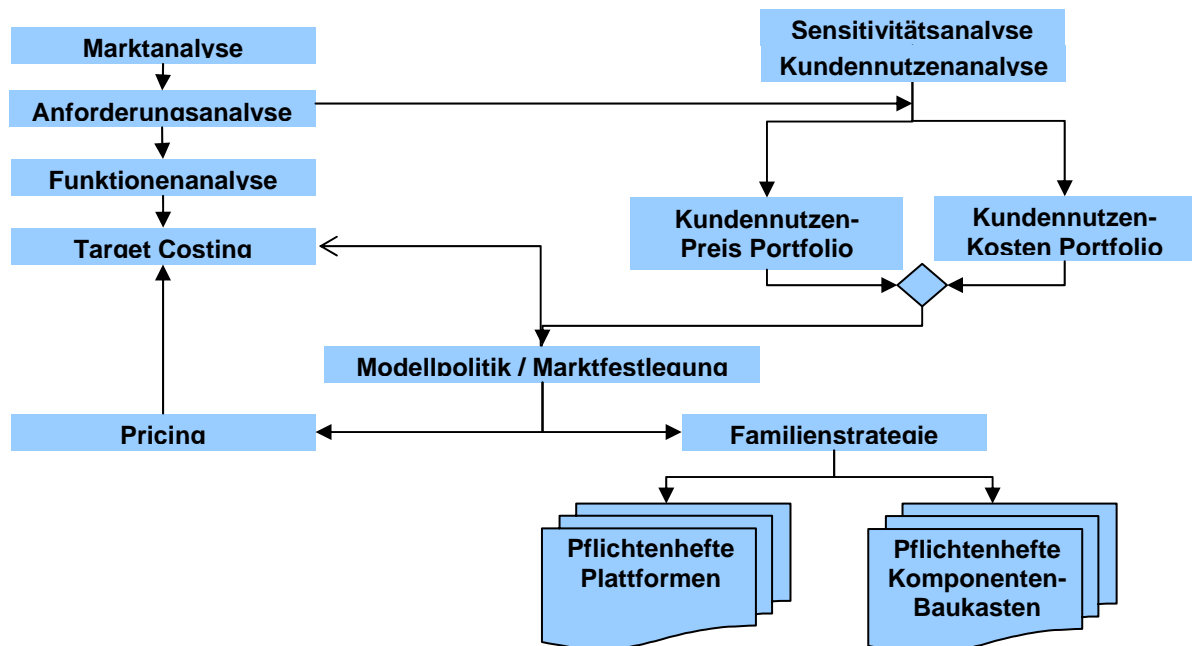 Marktanalyse
Anforderungsanalyse
Funktionenanalyse
Target Costing
Pricing
Sensitivitätsanalyse
Kundennutzenanalyse
Kundennutzen-
Preis Portfolio
Kundennutzen-
Kosten Portfolio
Modellpolitik / Marktfestlegung
Familienstrategie
Pflichtenhefte
Plattformen
Pflichtenhefte
Komponenten-
Baukasten